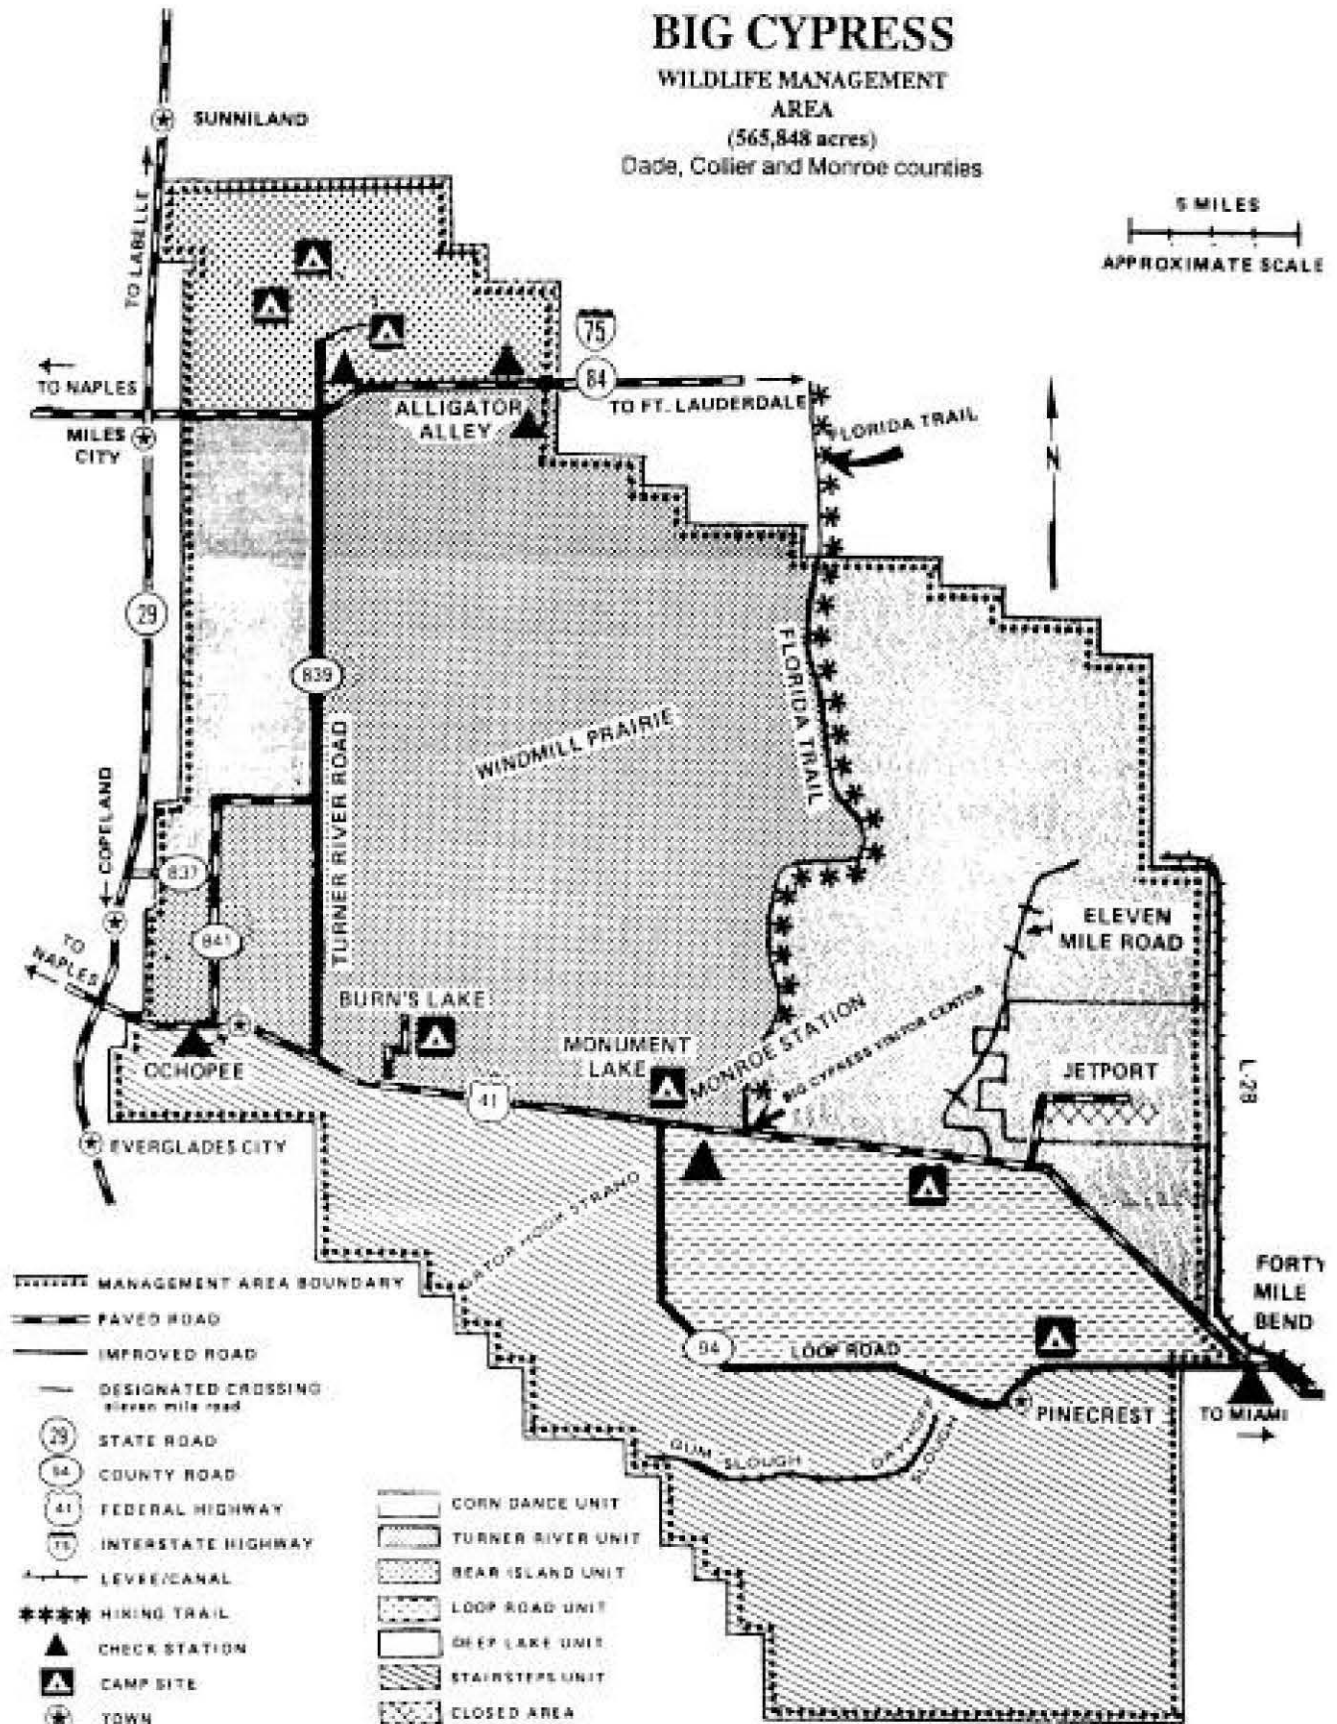 BIG CYPRESS
WILDLIFE MANAGEMENT
AREA
(565,848 acres)
Dade, Collier and Monroe counties
SUNNILAND
TO LABELLE
5 MILES
APPROXIMATE SCALE
75
84
TO NAPLES
TO FT. LAUDERDALE
ALLIGATOR
ALLEY
FLORIDA TRAIL
MILES
CITY
N
29
839
FLORIDA TRAIL
WINDMILL PRAIRIE
TURNER RIVER ROAD
COPELAND
837
841
ELEVEN
MILE ROAD
TO
NAPLES
BURN'S LAKE
MONUMENT
LAKE
MONROE STATION
BIG CYPRESS VISITOR CENTOR
OCHOPEE
41
JETPORT
L-28
EVERGLADES CITY
GATOR HOOK STRAND
FORTY
MILE
BEND
94
LOOP ROAD
PINECREST
TO MIAMI
GUM SLOUGH
SLOUGH
MANAGEMENT AREA BOUNDARY
PAVED ROAD
IMPROVED ROAD
DESIGNATED CROSSING
eleven mile road
29 STATE ROAD
94 COUNTY ROAD
41 FEDERAL HIGHWAY
75 INTERSTATE HIGHWAY
LEVEE/CANAL
HIKING TRAIL
CHECK STATION
CAMP SITE
TOWN
CORN DANCE UNIT
TURNER RIVER UNIT
BEAR ISLAND UNIT
LOOP ROAD UNIT
DEEP LAKE UNIT
STAIRSTEPS UNIT
CLOSED AREA